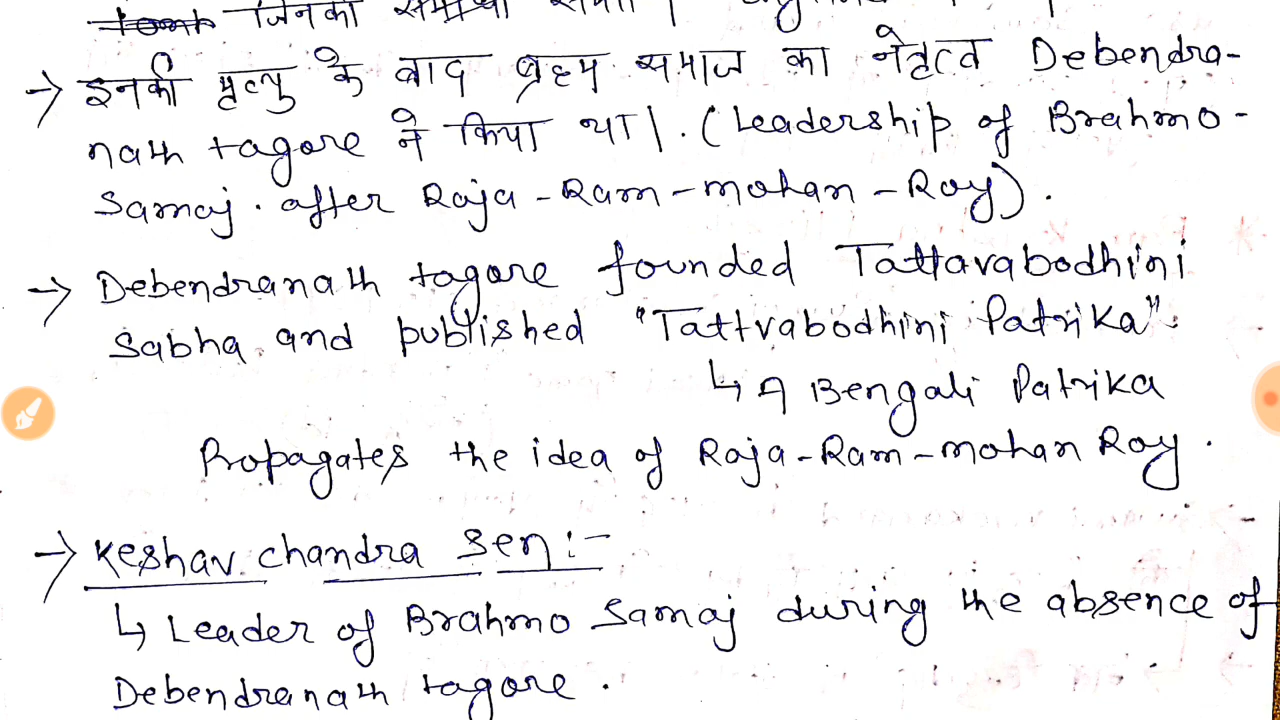 जिनकी
→ इनकी मृत्यु के बाद ब्रह्म समाज का नेतृत्व Debendra-
nath tagore ने किया था। (Leadership of Brahmo-
Samaj. after Raja-Ram-mohan-Roy).
→ Debendranath tagore founded Tattavabodhini
Sabha and published "Tattvabodhini Patrika".
↳ A Bengali Patrika
Propagates the idea of Raja-Ram-mohan Roy.
→ Keshav chandra Sen:-
↳ Leader of Brahmo Samaj during the absence of
Debendranath tagore.